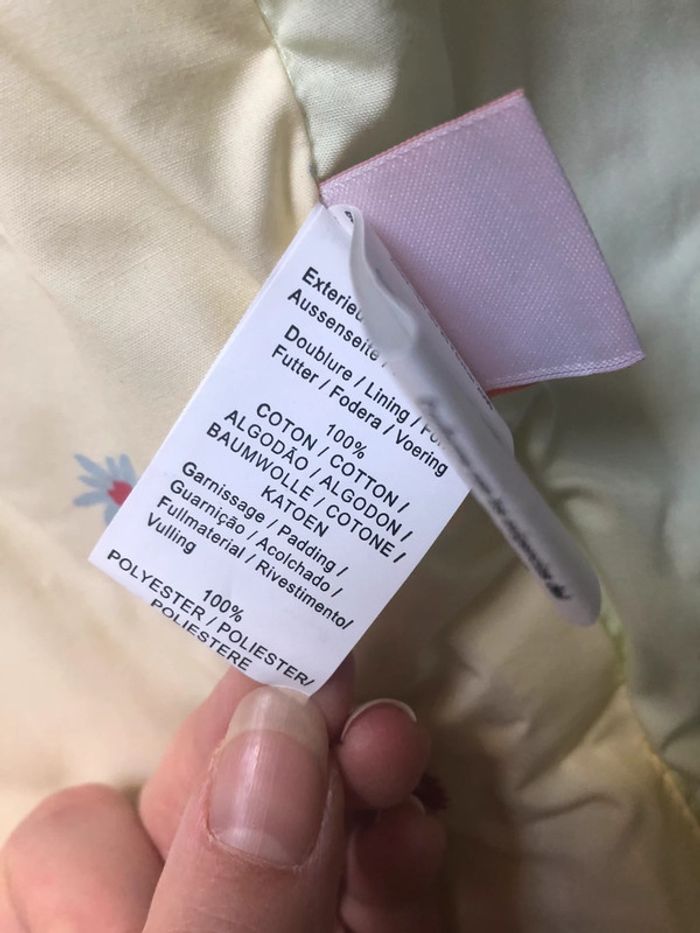 Exterieu
Aussenseite /
Doublure / Lining / Fo
Futter / Fodera / Voering
100%
COTON / COTTON /
ALGODÃO / ALGODON /
BAUMWOLLE / COTONE /
KATOEN
Garnissage / Padding /
Guarnição / Acolchado /
Fullmaterial / Rivestimento/
Vulling
100%
POLYESTER / POLIESTER/
POLIESTERE